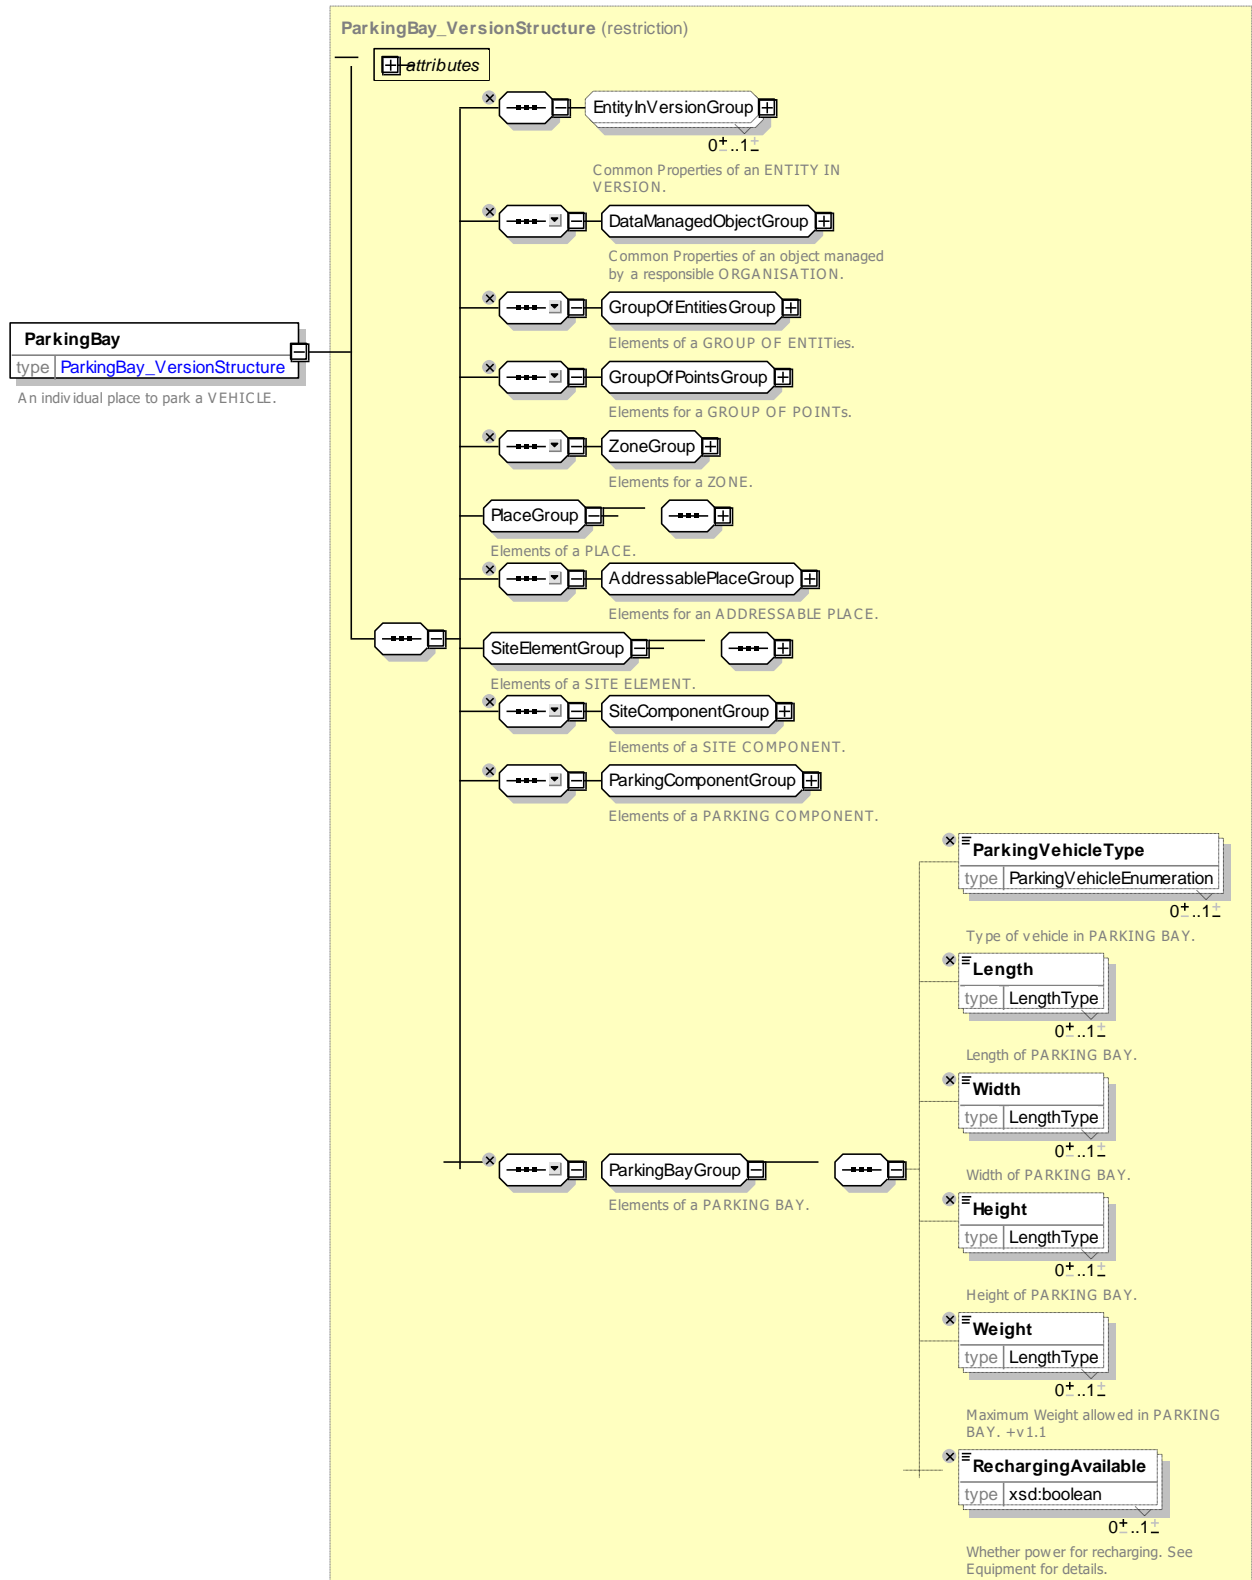 ParkingBay_VersionStructure (restriction)
attributes
EntityInVersionGroup
0..1
Common Properties of an ENTITY IN
VERSION.
DataManagedObjectGroup
Common Properties of an object managed
by a responsible ORGANISATION.
GroupOfEntitiesGroup
Elements of a GROUP OF ENTITies.
ParkingBay
type ParkingBay_VersionStructure
An individual place to park a VEHICLE.
GroupOfPointsGroup
Elements for a GROUP OF POINTs.
ZoneGroup
Elements for a ZONE.
PlaceGroup
Elements of a PLACE.
AddressablePlaceGroup
Elements for an ADDRESSABLE PLACE.
SiteElementGroup
Elements of a SITE ELEMENT.
SiteComponentGroup
Elements of a SITE COMPONENT.
ParkingComponentGroup
Elements of a PARKING COMPONENT.
ParkingVehicleType
type ParkingVehicleEnumeration
0..1
Type of vehicle in PARKING BAY.
Length
type LengthType
0..1
Length of PARKING BAY.
Width
type LengthType
0..1
Width of PARKING BAY.
ParkingBayGroup
Elements of a PARKING BAY.
Height
type LengthType
0..1
Height of PARKING BAY.
Weight
type LengthType
0..1
Maximum Weight allowed in PARKING
BAY. +v1.1
RechargingAvailable
type xsd:boolean
0..1
Whether power for recharging. See
Equipment for details.